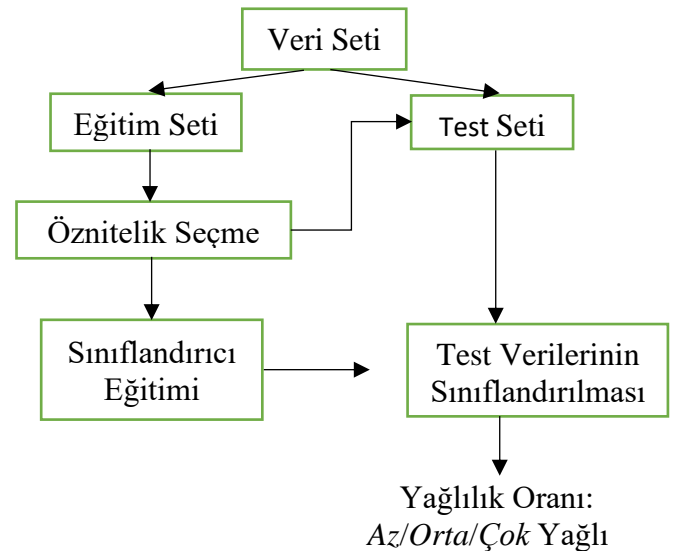 Veri Seti
Eğitim Seti
Test Seti
Öznitelik Seçme
Sınıflandırıcı
Eğitimi
Test Verilerinin
Sınıflandırılması
Yağlılık Oranı:
Az/Orta/Çok Yağlı